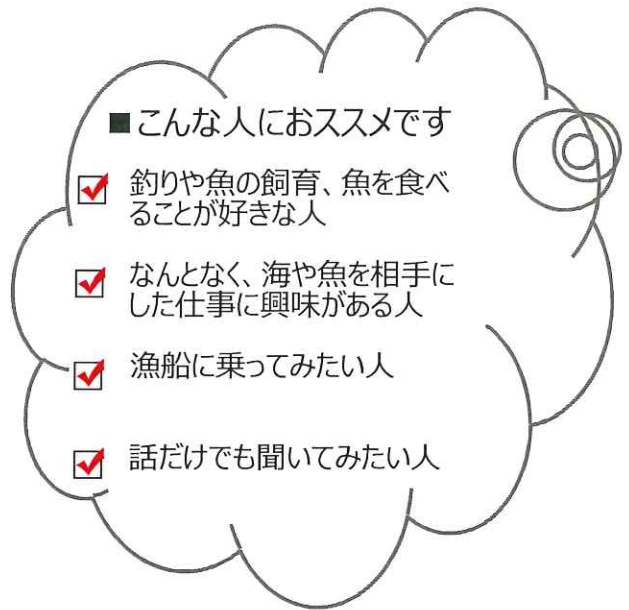 ■こんな人におススメです
釣りや魚の飼育、魚を食べ
ることが好きな人
なんとなく、海や魚を相手に
した仕事に興味がある人
漁船に乗ってみたい人
話だけでも聞いてみたい人